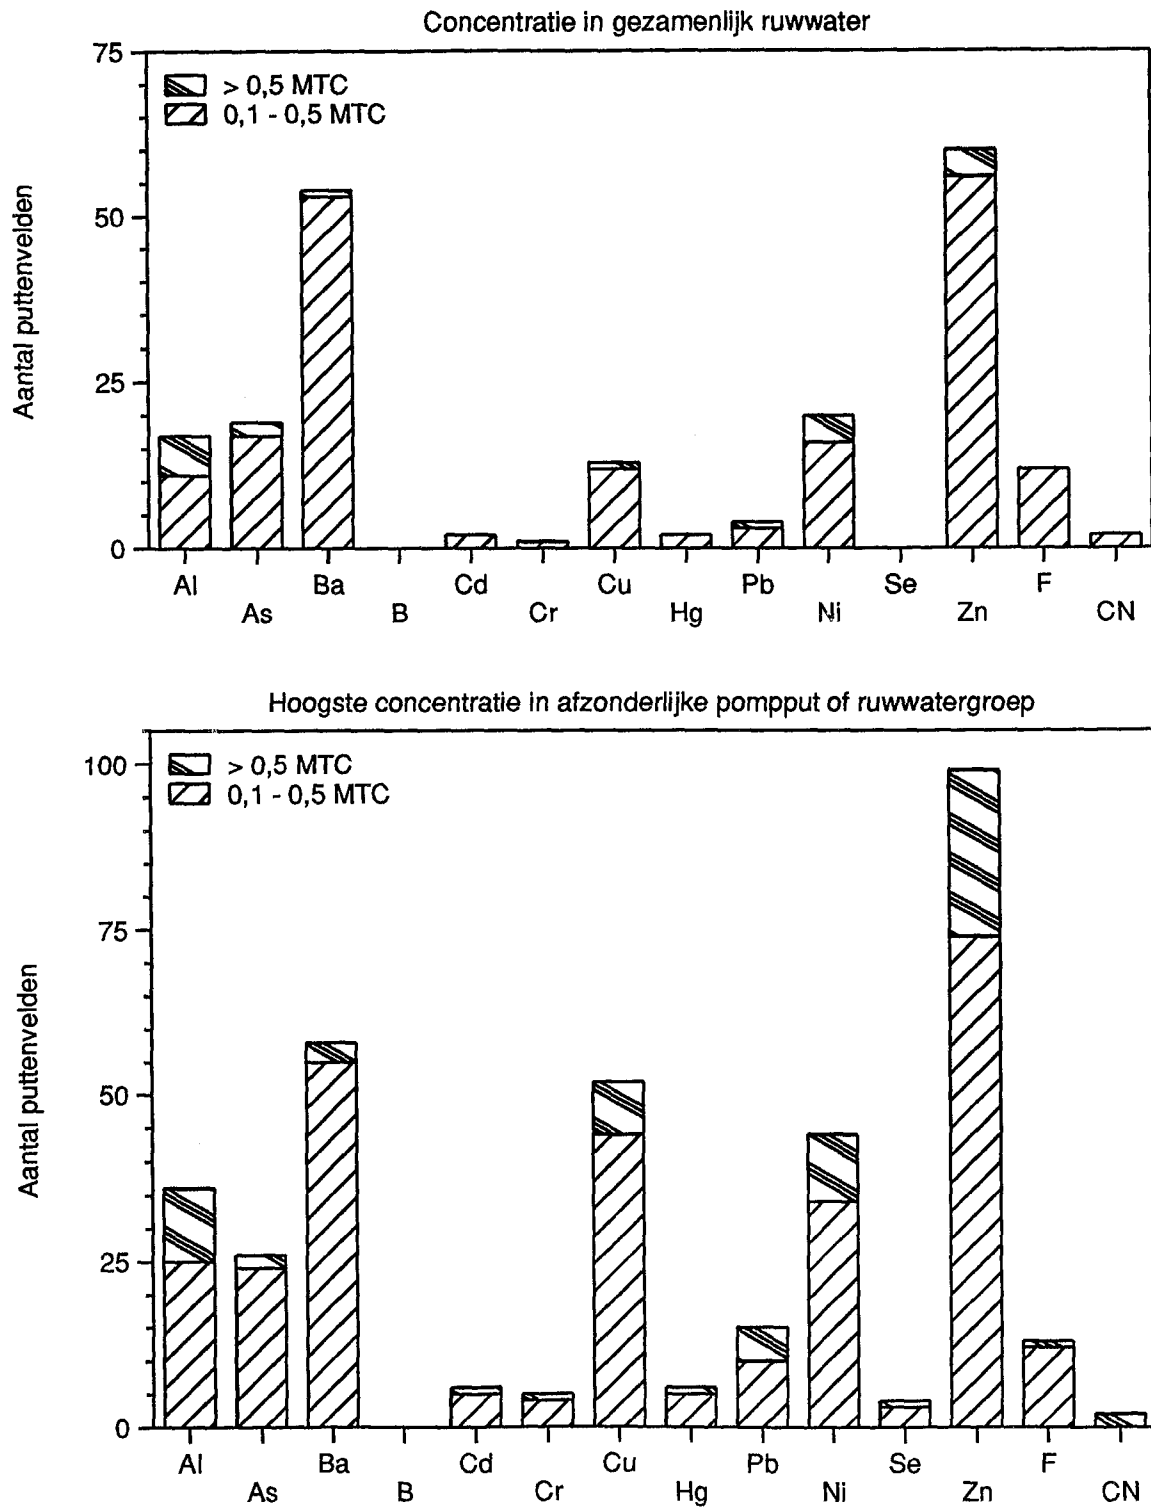 Concentratie in gezamenlijk ruwwater
75
> 0,5 MTC
0,1 - 0,5 MTC
50
Aantal puttenvelden
25
0
Al Ba Cd Cu Pb Se F
As B Cr Hg Ni Zn CN
Hoogste concentratie in afzonderlijke pompput of ruwwatergroep
100
> 0,5 MTC
0,1 - 0,5 MTC
75
Aantal puttenvelden
50
25
0
Al Ba Cd Cu Pb Se F
As B Cr Hg Ni Zn CN